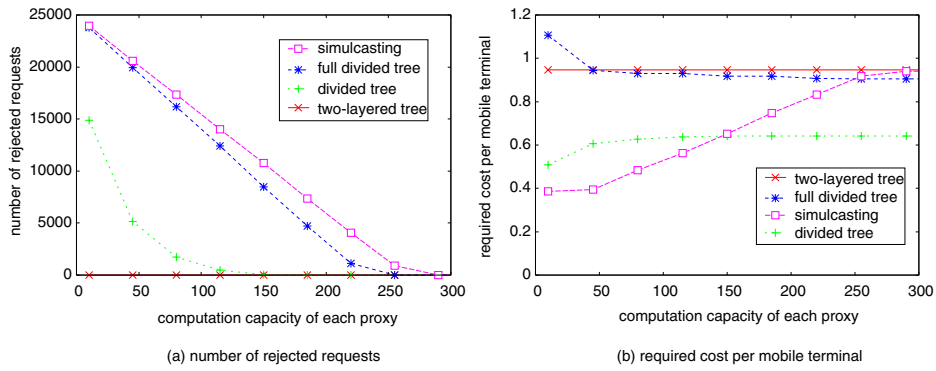 25000
20000
15000
10000
5000
0
number of rejected requests
simulcasting
full divided tree
divided tree
two-layered tree
0 50 100 150 200 250 300
computation capacity of each proxy
(a) number of rejected requests
1.2
1
0.8
0.6
0.4
0.2
0
required cost per mobile terminal
two-layered tree
full divided tree
simulcasting
divided tree
0 50 100 150 200 250 300
computation capacity of each proxy
(b) required cost per mobile terminal